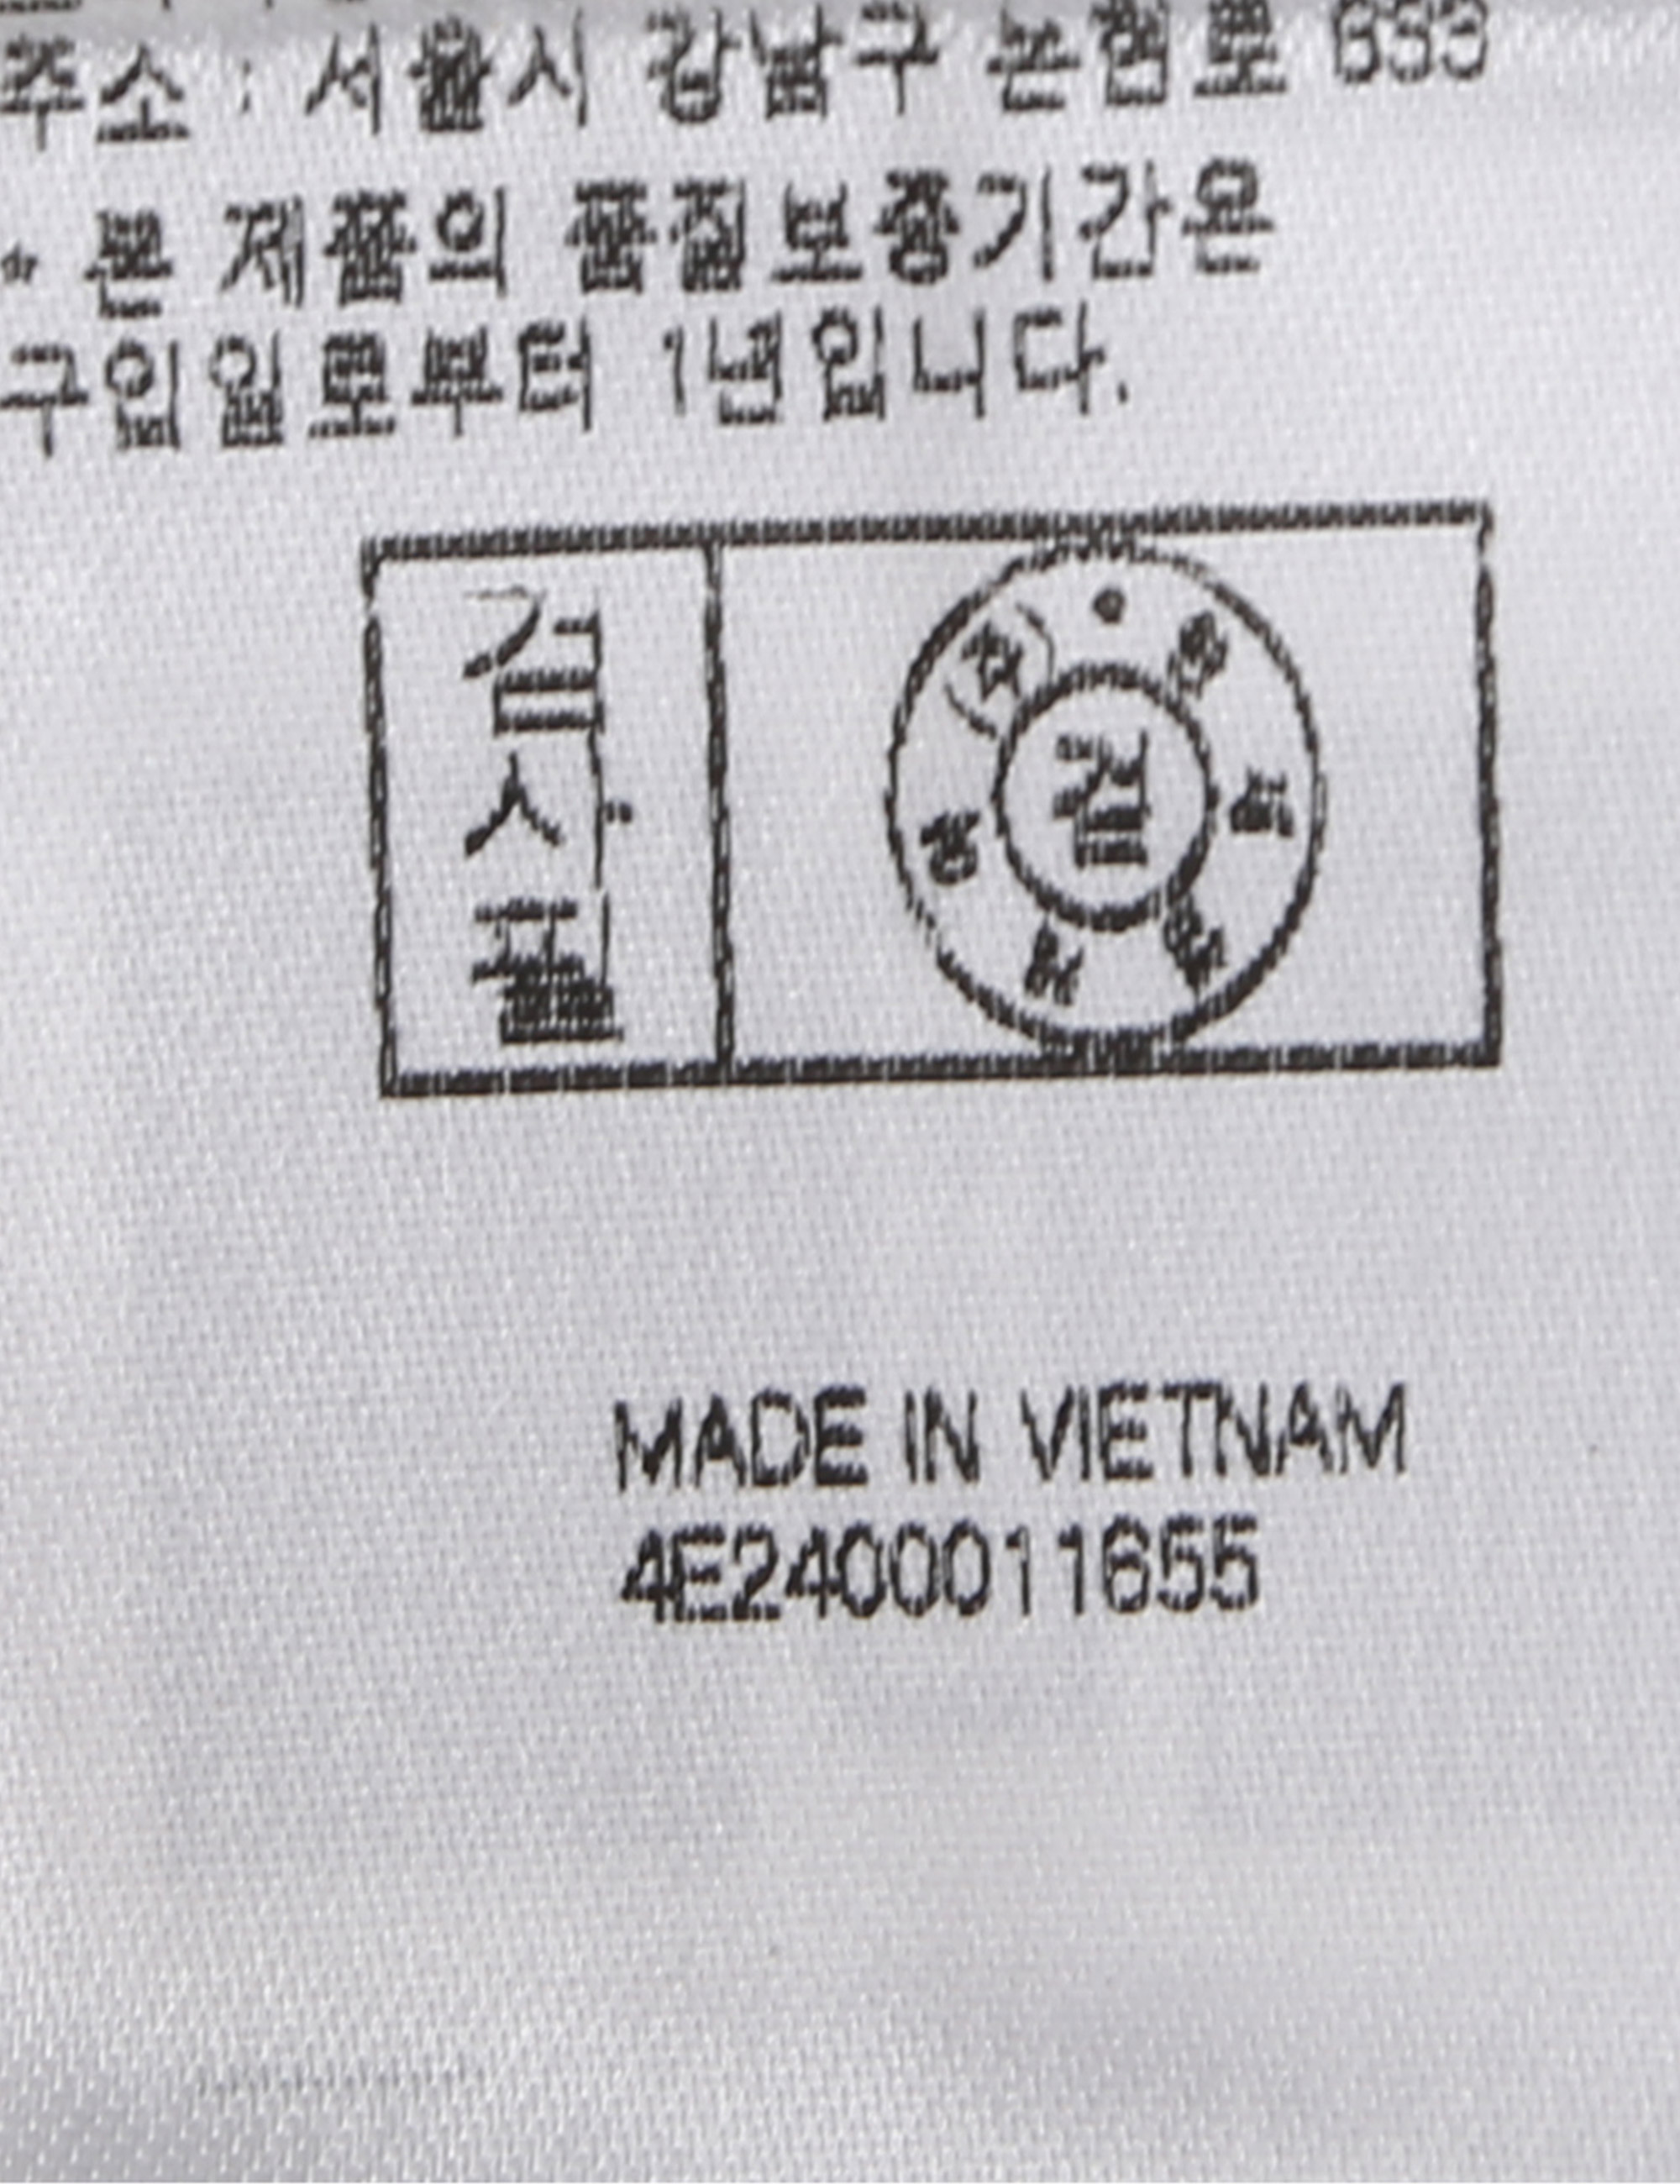 주소 : 서울시 강남구 논현로 653
* 본 제품의 품질보증기간은
구입일로부터 1년입니다.
검사필
검
MADE IN VIETNAM
4E2400011655